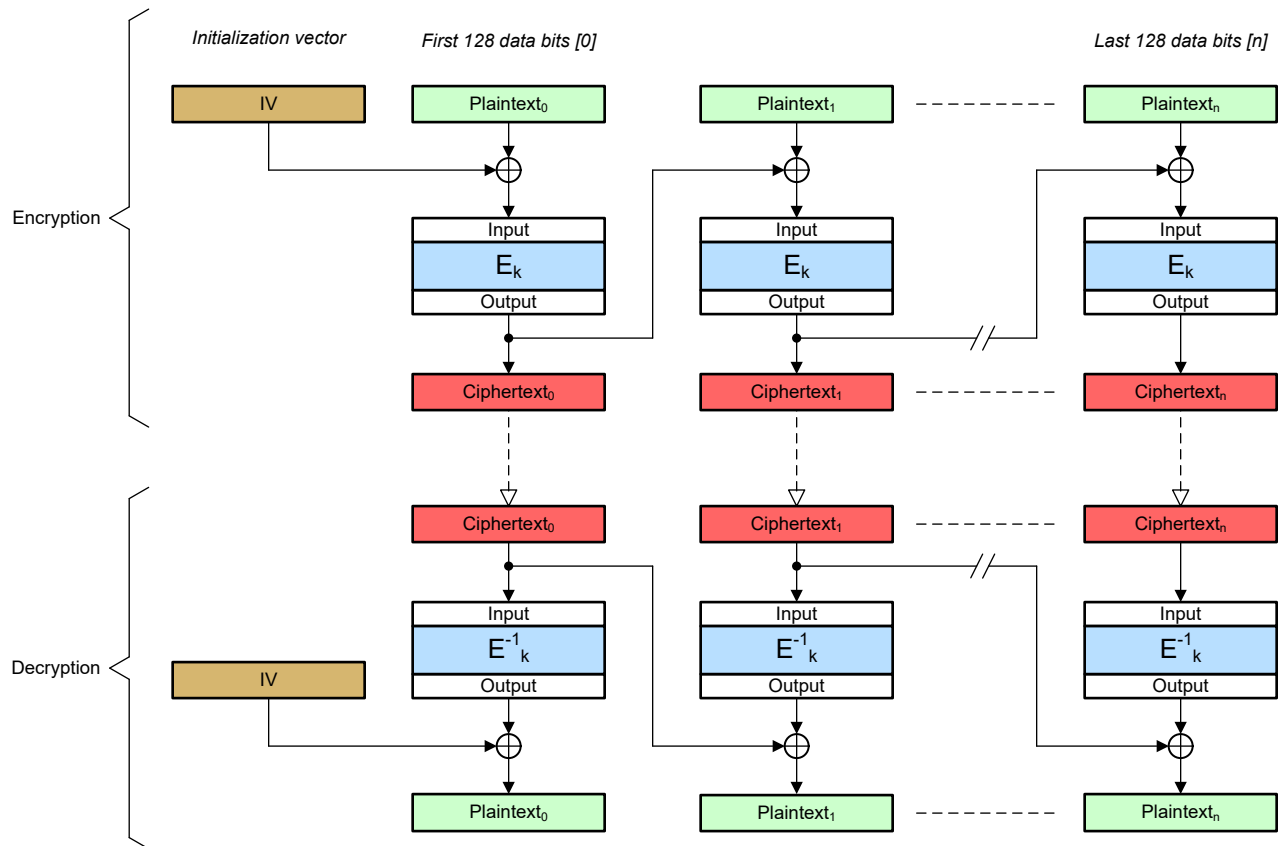 Initialization vector First 128 data bits [0] Last 128 data bits [n]
IV Plaintext₀ Plaintext₁ Plaintextₙ
Encryption
Input Input Input
Eₖ Eₖ Eₖ
Output Output Output
Ciphertext₀ Ciphertext₁ Ciphertextₙ
Ciphertext₀ Ciphertext₁ Ciphertextₙ
Input Input Input
E⁻¹ₖ E⁻¹ₖ E⁻¹ₖ
Decryption
IV
Output Output Output
Plaintext₀ Plaintext₁ Plaintextₙ